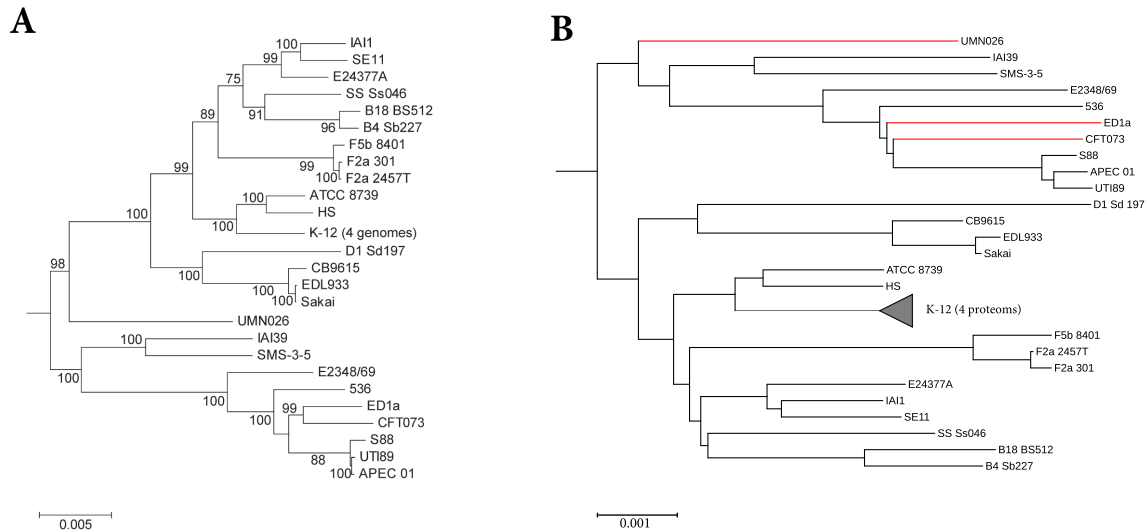 A
100
IAI1
99
SE11
75
E24377A
SS Ss046
91
B18 BS512
96
B4 Sb227
89
F5b 8401
99
F2a 301
100
F2a 2457T
99
100
ATCC 8739
HS
100
K-12 (4 genomes)
100
D1 Sd197
100
CB9615
100
EDL933
100
Sakai
98
UMN026
100
IAI39
SMS-3-5
100
E2348/69
100
536
100
99
ED1a
CFT073
88
S88
UTI89
100
APEC 01
0.005
B
UMN026
IAI39
SMS-3-5
E2348/69
536
ED1a
CFT073
S88
APEC 01
UTI89
D1 Sd 197
CB9615
EDL933
Sakai
ATCC 8739
HS
K-12 (4 proteoms)
F5b 8401
F2a 2457T
F2a 301
E24377A
IAI1
SE11
SS Ss046
B18 BS512
B4 Sb227
0.001